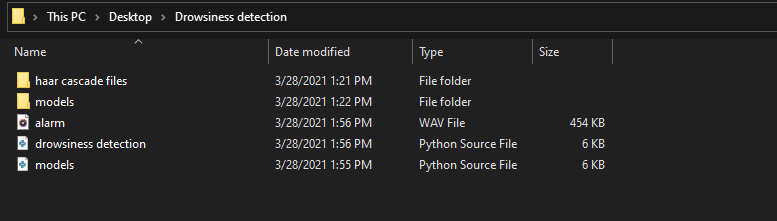 This PC > Desktop > Drowsiness detection
Name Date modified Type Size
haar cascade files 3/28/2021 1:21 PM File folder
models 3/28/2021 1:22 PM File folder
alarm 3/28/2021 1:56 PM WAV File 454 KB
drowsiness detection 3/28/2021 1:56 PM Python Source File 6 KB
models 3/28/2021 1:55 PM Python Source File 6 KB